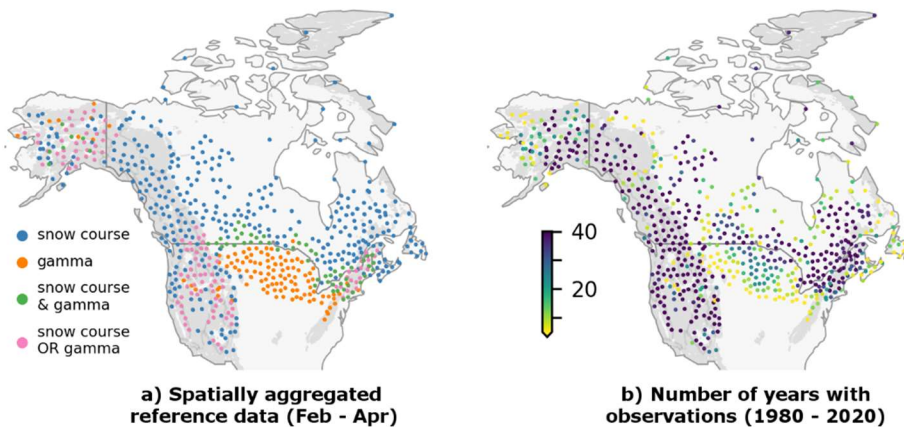 snow course
gamma
snow course
& gamma
snow course
OR gamma
a) Spatially aggregated
reference data (Feb - Apr)
40
20
b) Number of years with
observations (1980 - 2020)